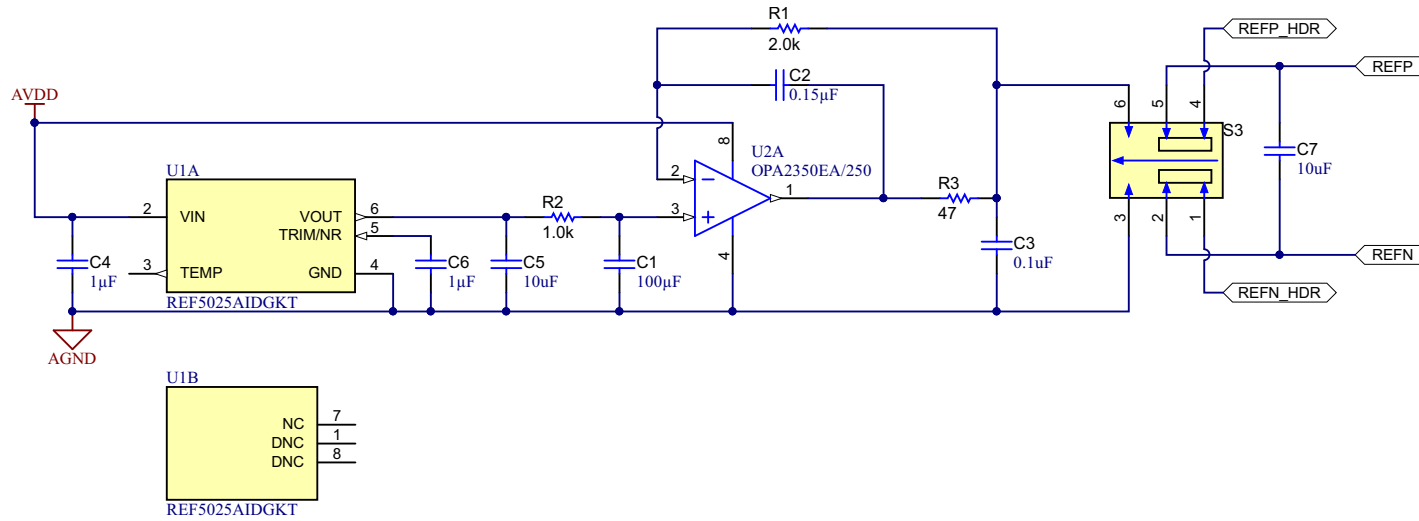 R1
2.0k
REFP_HDR
C2
0.15µF
REFP
AVDD
8
6
5
4
S3
U1A
U2A
OPA2350EA/250
2
1
C7
10uF
2
VIN
VOUT
6
R2
1.0k
3
R3
47
TRIM/NR
5
C4
1µF
3
TEMP
GND
4
C6
1µF
C5
10uF
C1
100µF
4
C3
0.1uF
3
2
1
REFN
REF5025AIDGKT
REFN_HDR
AGND
U1B
NC
7
DNC
1
DNC
8
REF5025AIDGKT